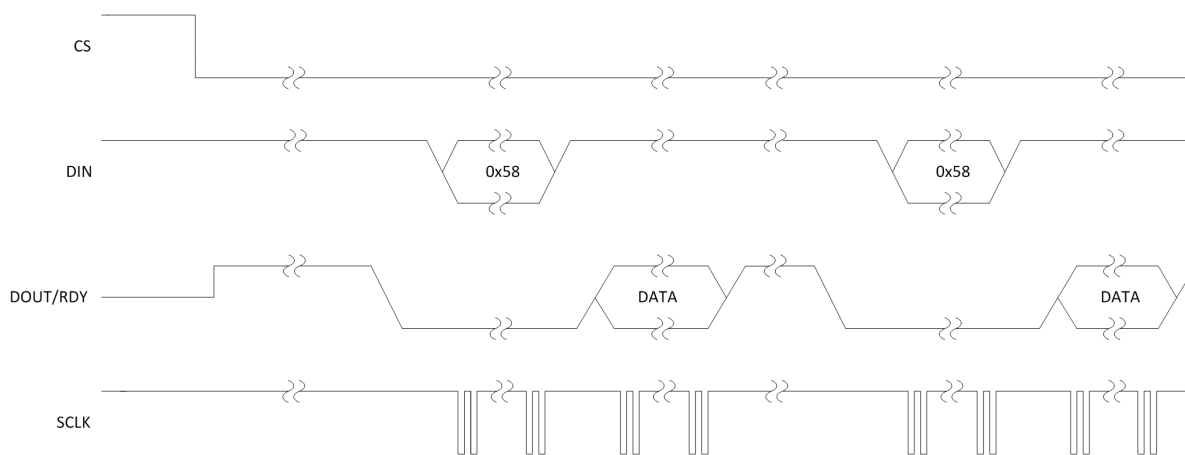 CS
DIN
0x58
0x58
DOUT/RDY
DATA
DATA
SCLK